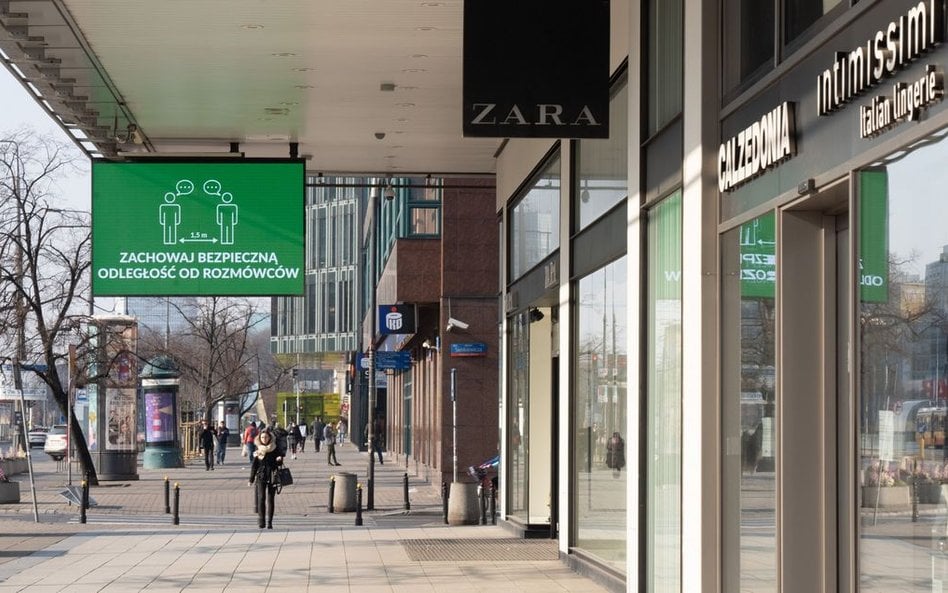 ZARA
CALZEDONIA
intimissimi
Italian lingerie
1,5 m
ZACHOWAJ BEZPIECZNĄ
ODLEGŁOŚĆ OD ROZMÓWCÓW